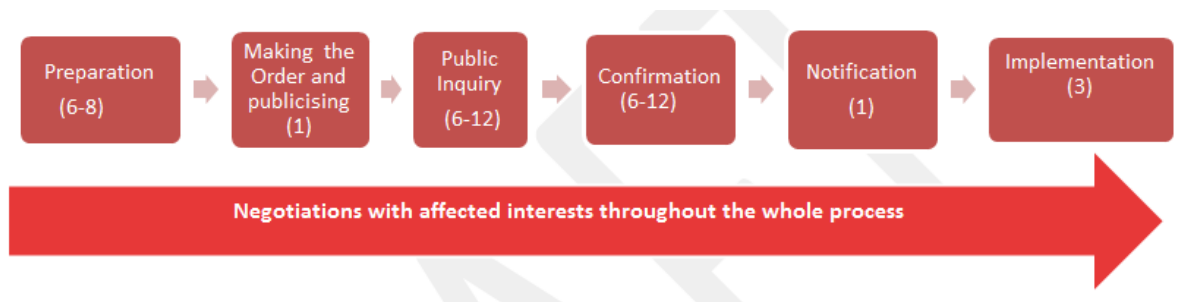 Preparation
(6-8)
Making the
Order and
publicising
(1)
Public
Inquiry
(6-12)
Confirmation
(6-12)
Notification
(1)
Implementation
(3)
Negotiations with affected interests throughout the whole process